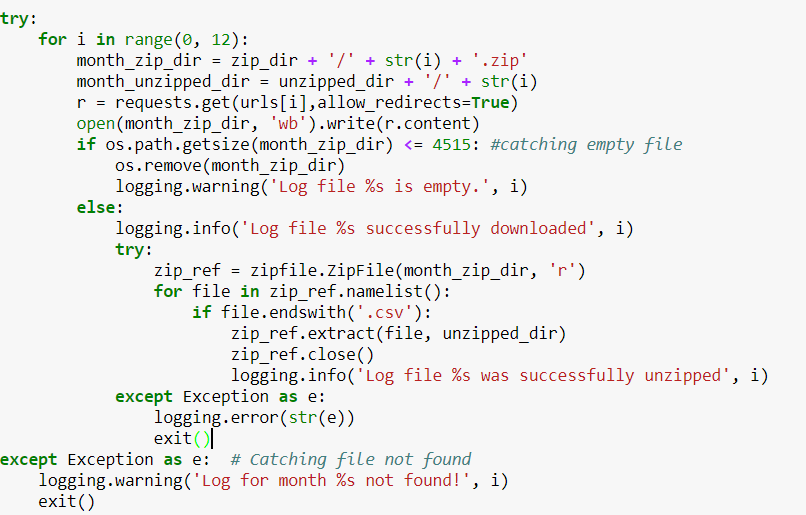 try:
    for i in range(0, 12):
        month_zip_dir = zip_dir + '/' + str(i) + '.zip'
        month_unzipped_dir = unzipped_dir + '/' + str(i)
        r = requests.get(urls[i],allow_redirects=True)
        open(month_zip_dir, 'wb').write(r.content)
        if os.path.getsize(month_zip_dir) <= 4515: #catching empty file
            os.remove(month_zip_dir)
            logging.warning('Log file %s is empty.', i)
        else:
            logging.info('Log file %s successfully downloaded', i)
            try:
                zip_ref = zipfile.ZipFile(month_zip_dir, 'r')
                for file in zip_ref.namelist():
                    if file.endswith('.csv'):
                        zip_ref.extract(file, unzipped_dir)
                        zip_ref.close()
                        logging.info('Log file %s was successfully unzipped', i)
            except Exception as e:
                logging.error(str(e))
                exit()
except Exception as e:  # Catching file not found
    logging.warning('Log for month %s not found!', i)
    exit()